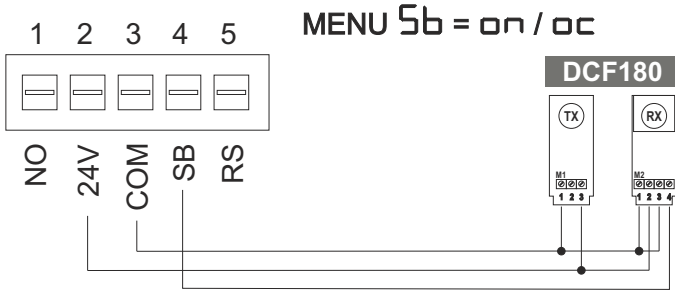 MENU Sb = on / oc
1 2 3 4 5
DCF180
TX RX
NO 24V COM SB RS
M1 M2
1 2 3 1 2 3 4